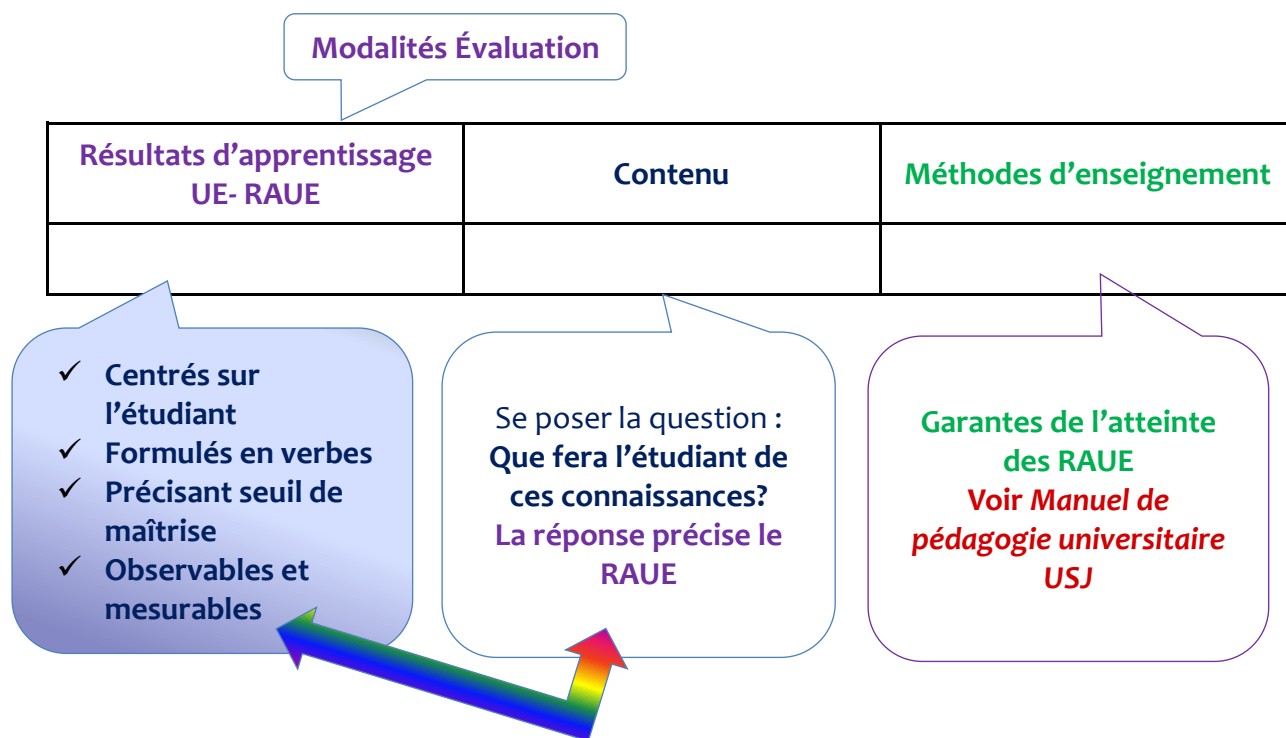 Modalités Évaluation
Résultats d’apprentissage
UE- RAUE
Contenu
Méthodes d’enseignement
✓ Centrés sur
l’étudiant
✓ Formulés en verbes
✓ Précisant seuil de
maîtrise
✓ Observables et
mesurables
Se poser la question :
Que fera l’étudiant de
ces connaissances?
La réponse précise le
RAUE
Garantes de l’atteinte
des RAUE
Voir Manuel de
pédagogie universitaire
USJ